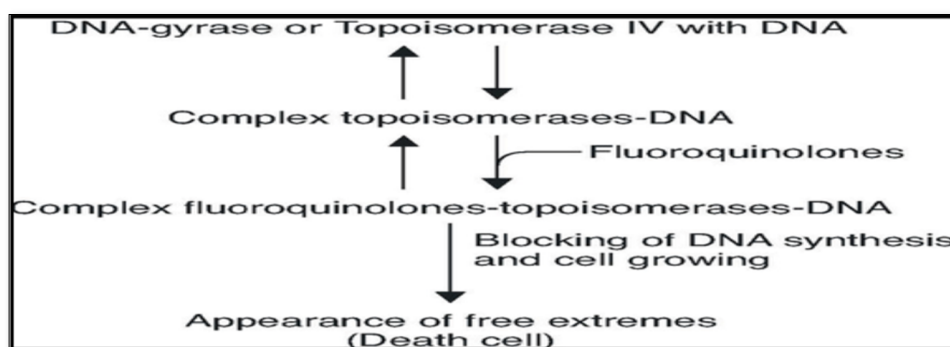 DNA-gyrase or Topoisomerase IV with DNA
Complex topoisomerases-DNA
Fluoroquinolones
Complex fluoroquinolones-topoisomerases-DNA
Blocking of DNA synthesis
and cell growing
Appearance of free extremes
(Death cell)